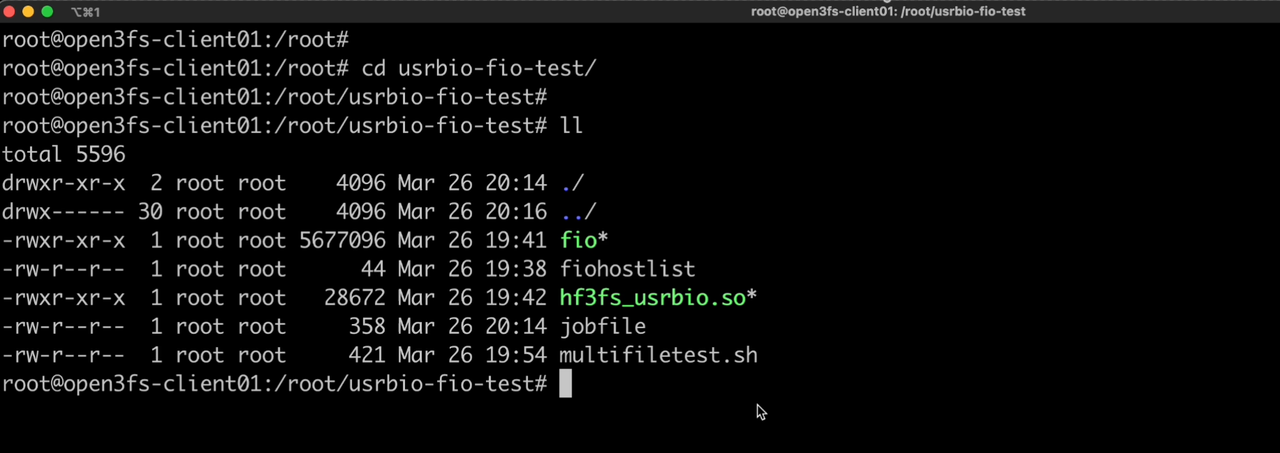 ⌥⌘1 root@open3fs-client01: /root/usrbio-fio-test
root@open3fs-client01:/root#
root@open3fs-client01:/root# cd usrbio-fio-test/
root@open3fs-client01:/root/usrbio-fio-test#
root@open3fs-client01:/root/usrbio-fio-test# ll
total 5596
drwxr-xr-x  2 root root    4096 Mar 26 20:14 ./
drwx------ 30 root root    4096 Mar 26 20:16 ../
-rwxr-xr-x  1 root root 5677096 Mar 26 19:41 fio*
-rw-r--r--  1 root root      44 Mar 26 19:38 fiohostlist
-rwxr-xr-x  1 root root   28672 Mar 26 19:42 hf3fs_usrbio.so*
-rw-r--r--  1 root root     358 Mar 26 20:14 jobfile
-rw-r--r--  1 root root     421 Mar 26 19:54 multifiletest.sh
root@open3fs-client01:/root/usrbio-fio-test#